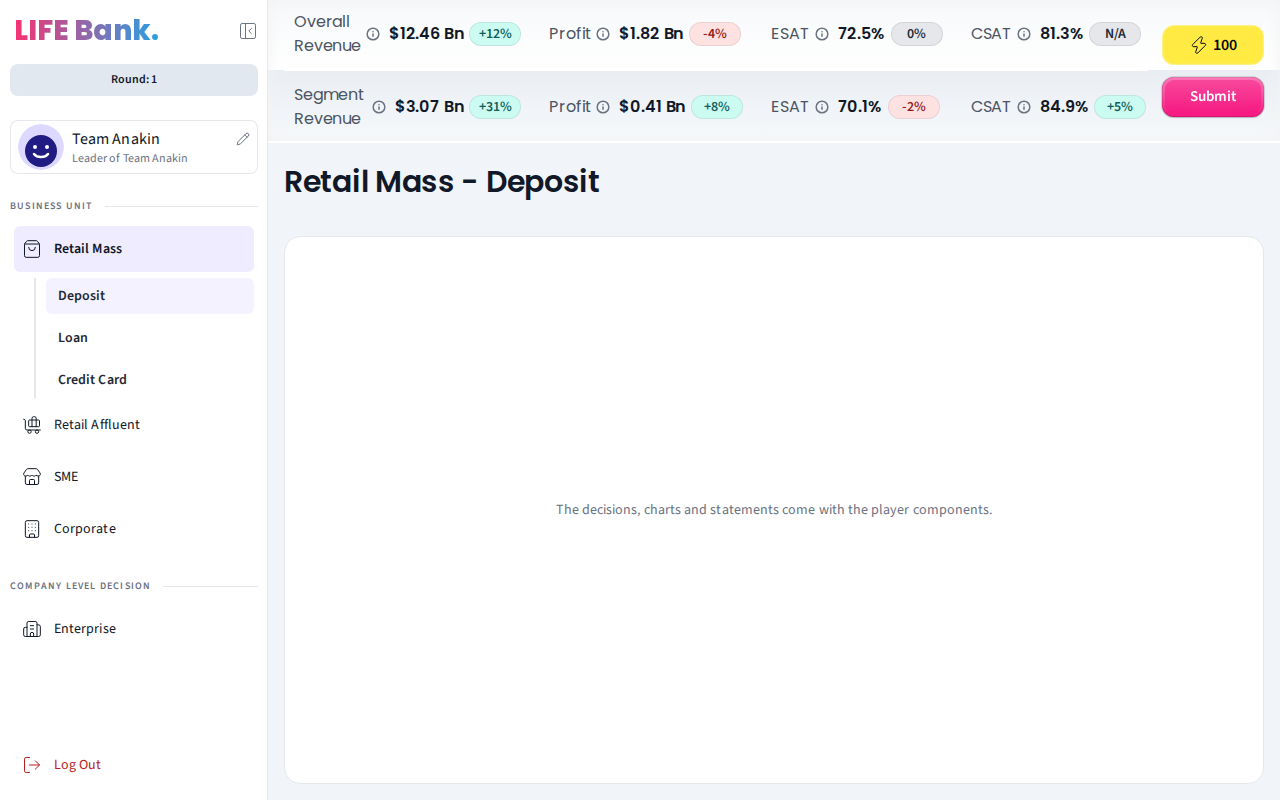 LIFE Bank.
Round: 1
Team Anakin
Leader of Team Anakin
BUSINESS UNIT
Retail Mass
Deposit
Loan
Credit Card
Retail Affluent
SME
Corporate
COMPANY LEVEL DECISION
Enterprise
Log Out
Overall Revenue $12.46 Bn +12% Profit $1.82 Bn -4% ESAT 72.5% 0% CSAT 81.3% N/A
100
Segment Revenue $3.07 Bn +31% Profit $0.41 Bn +8% ESAT 70.1% -2% CSAT 84.9% +5%
Submit
Retail Mass - Deposit
The decisions, charts and statements come with the player components.